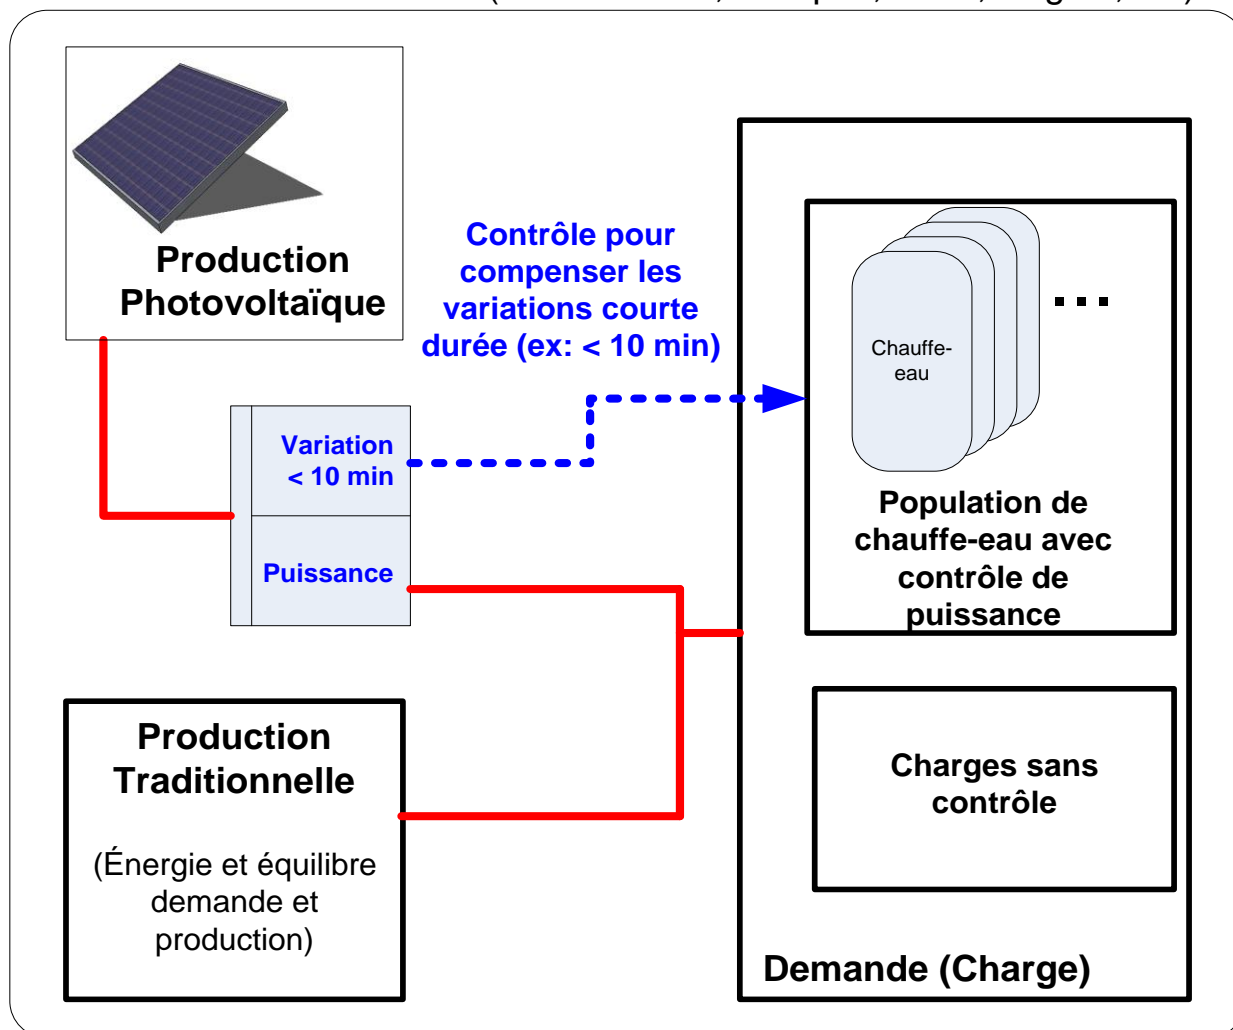 Production
Photovoltaïque
Contrôle pour
compenser les
variations courte
durée (ex: < 10 min)
Variation
< 10 min
Puissance
Production
Traditionnelle
(Énergie et équilibre
demande et
production)
Chauffe-
eau
...
Population de
chauffe-eau avec
contrôle de
puissance
Charges sans
contrôle
Demande (Charge)